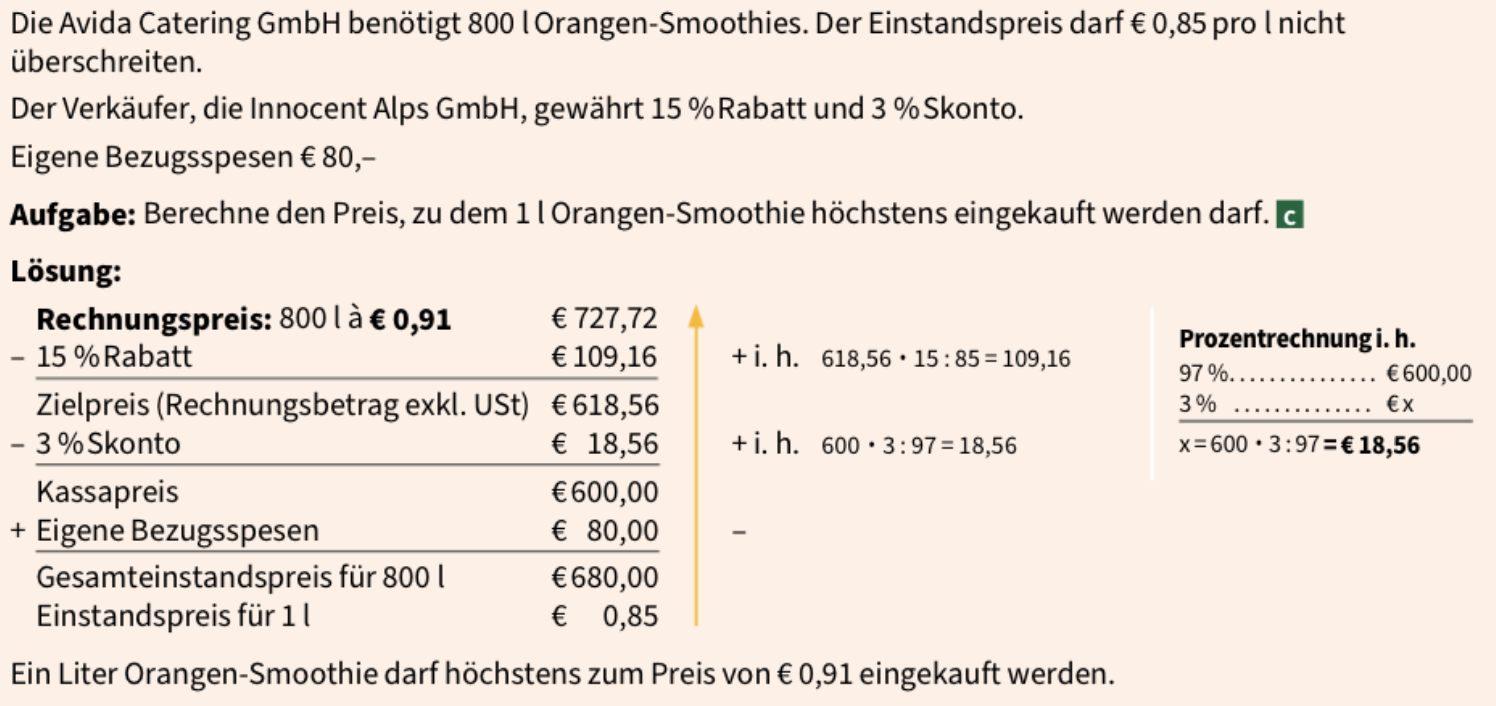 Die Avida Catering GmbH benötigt 800 l Orangen-Smoothies. Der Einstandspreis darf € 0,85 pro l nicht
überschreiten.
Der Verkäufer, die Innocent Alps GmbH, gewährt 15 % Rabatt und 3 % Skonto.
Eigene Bezugsspesen € 80,–
Aufgabe: Berechne den Preis, zu dem 1 l Orangen-Smoothie höchstens eingekauft werden darf. c
Lösung:
Rechnungspreis: 800 l à € 0,91 € 727,72
– 15 % Rabatt € 109,16 + i. h. 618,56 · 15 : 85 = 109,16
Zielpreis (Rechnungsbetrag exkl. USt) € 618,56
– 3 % Skonto € 18,56 + i. h. 600 · 3 : 97 = 18,56
Kassapreis € 600,00
+ Eigene Bezugsspesen € 80,00 –
Gesamteinstandspreis für 800 l € 680,00
Einstandspreis für 1 l € 0,85
Prozentrechnung i. h.
97 %............... € 600,00
3 % .............. € x
x = 600 · 3 : 97 = € 18,56
Ein Liter Orangen-Smoothie darf höchstens zum Preis von € 0,91 eingekauft werden.